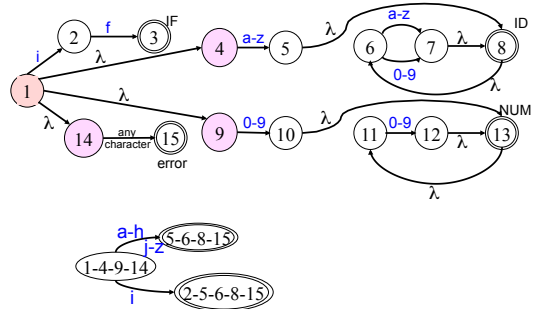 IF
ID
a-z
f
2
3
λ
i
λ
4
a-z
5
6
7
λ
8
0-9
λ
1
λ
λ
NUM
λ
14
any
character
15
error
9
0-9
10
11
0-9
12
λ
13
λ
a-h
j-z
5-6-8-15
1-4-9-14
i
2-5-6-8-15